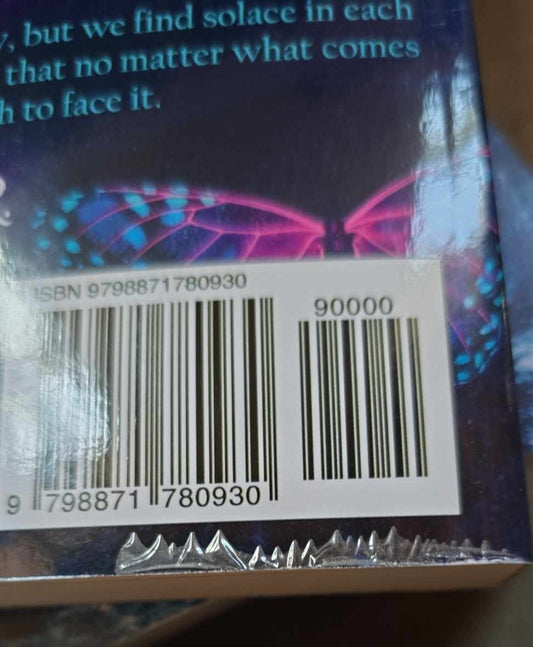 , but we find solace in each
that no matter what comes
to face it.
ISBN 9798871780930
90000
9 798871 780930